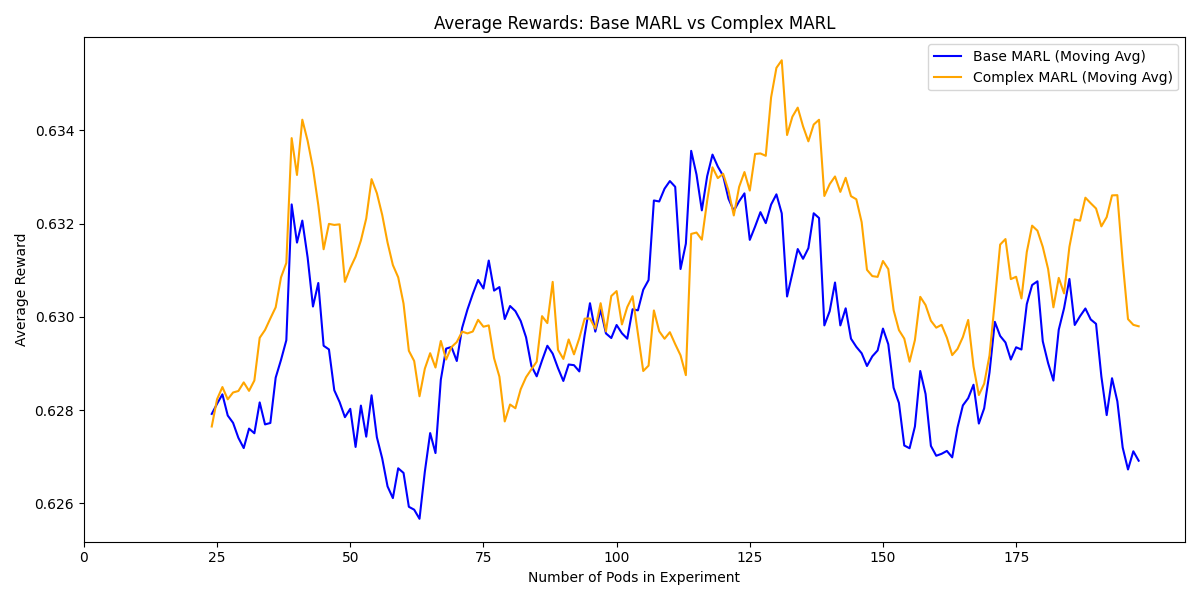 Average Rewards: Base MARL vs Complex MARL
Base MARL (Moving Avg)
Complex MARL (Moving Avg)
Average Reward
0.634
0.632
0.630
0.628
0.626
0 25 50 75 100 125 150 175
Number of Pods in Experiment